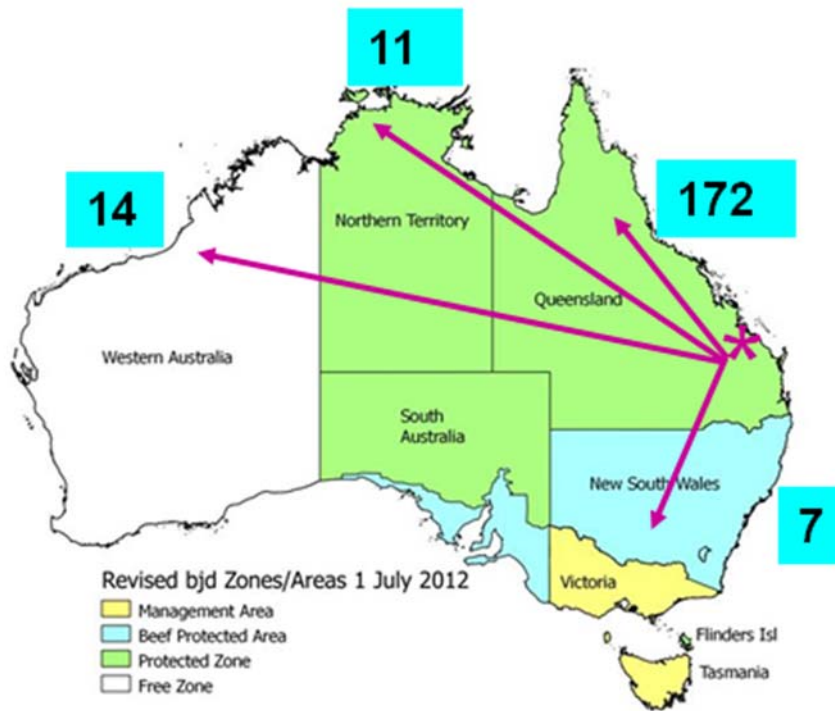 11
14
172
Northern Territory
Queensland
Western Australia
South
Australia
New South Wales
7
Revised bjd Zones/Areas 1 July 2012
Victoria
Management Area
Beef Protected Area
Flinders Isl
Protected Zone
Tasmania
Free Zone